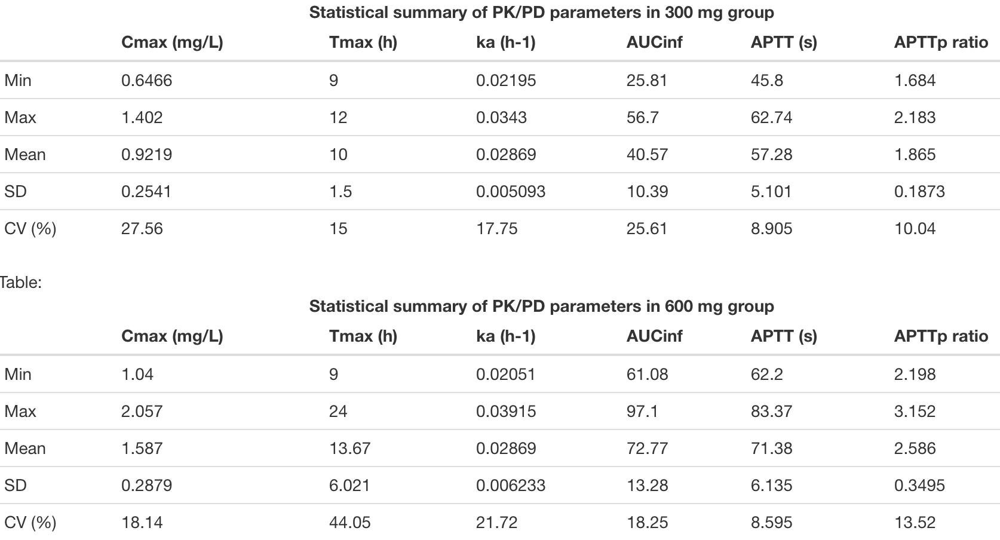 Statistical summary of PK/PD parameters in 300 mg group
Cmax (mg/L) Tmax (h) ka (h-1) AUCinf APTT (s) APTTp ratio
Min 0.6466 9 0.02195 25.81 45.8 1.684
Max 1.402 12 0.0343 56.7 62.74 2.183
Mean 0.9219 10 0.02869 40.57 57.28 1.865
SD 0.2541 1.5 0.005093 10.39 5.101 0.1873
CV (%) 27.56 15 17.75 25.61 8.905 10.04
Table:
Statistical summary of PK/PD parameters in 600 mg group
Cmax (mg/L) Tmax (h) ka (h-1) AUCinf APTT (s) APTTp ratio
Min 1.04 9 0.02051 61.08 62.2 2.198
Max 2.057 24 0.03915 97.1 83.37 3.152
Mean 1.587 13.67 0.02869 72.77 71.38 2.586
SD 0.2879 6.021 0.006233 13.28 6.135 0.3495
CV (%) 18.14 44.05 21.72 18.25 8.595 13.52